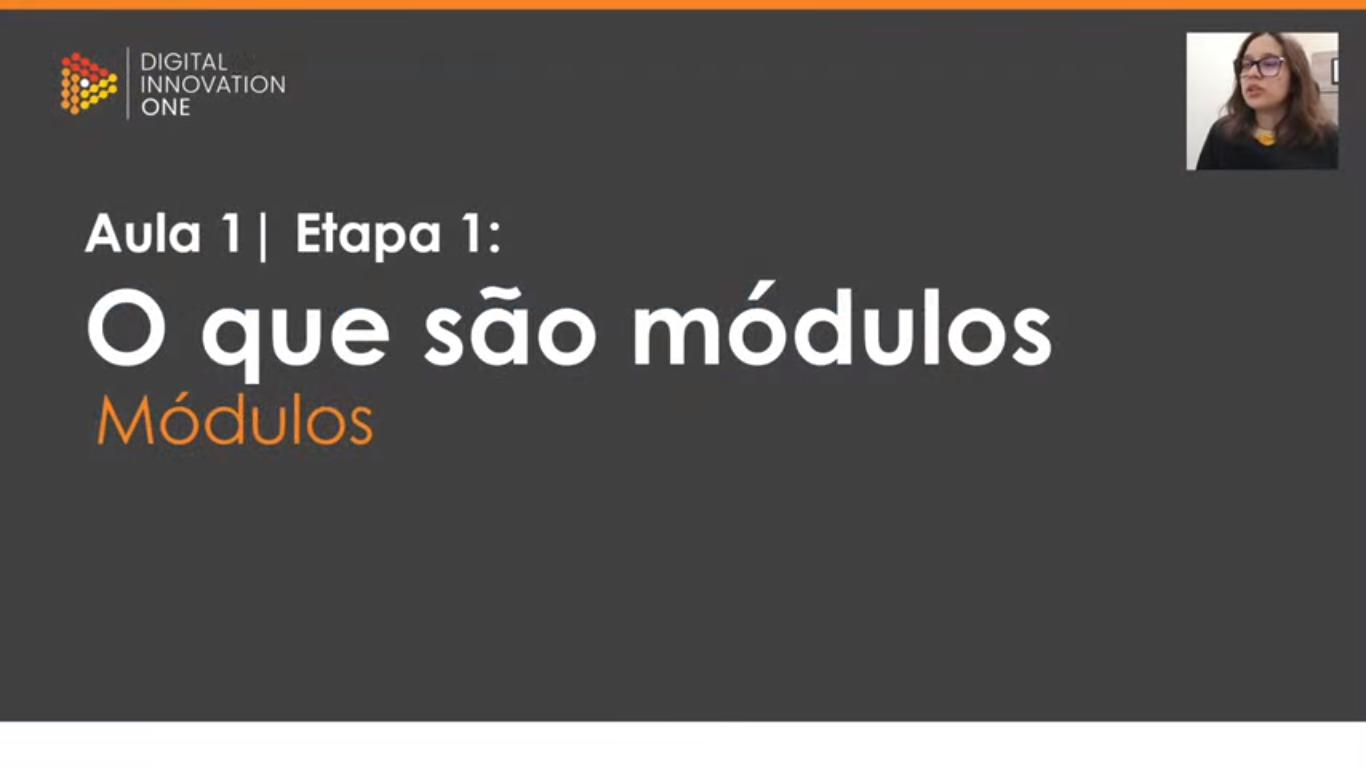 DIGITAL
INNOVATION
ONE
Aula 1| Etapa 1:
O que são módulos
Módulos